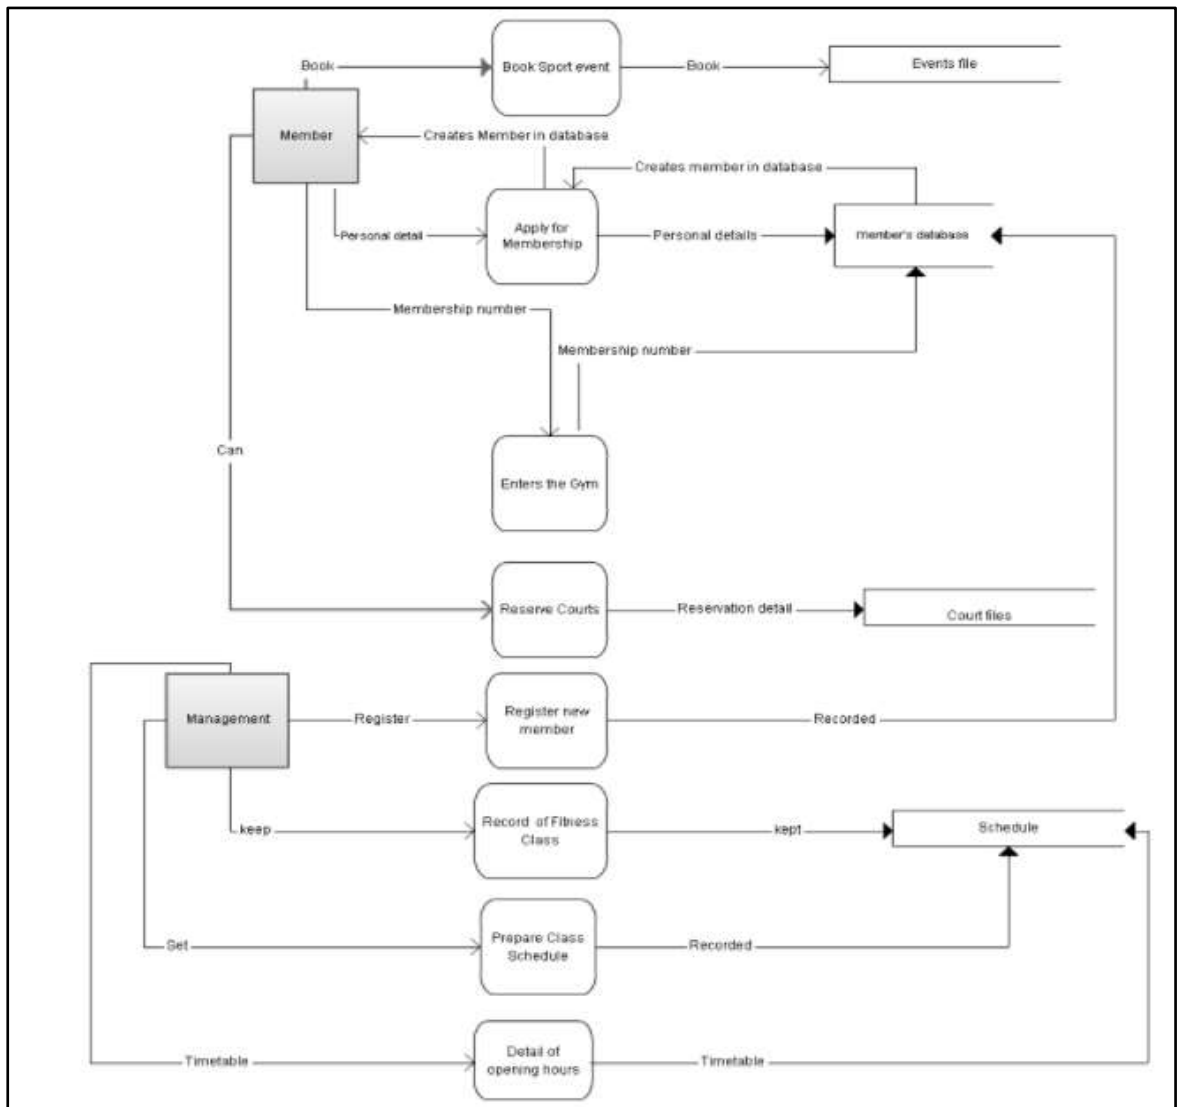 Book
Book Sport event
Book
Events file
Member
Creates Member in database
Creates member in database
Personal detail
Apply for
Membership
Personal details
member's database
Membership number
Membership number
Can
Enters the Gym
Reserve Courts
Reservation detail
Court files
Management
Register
Register new
member
Recorded
keep
Record of Fitness
Class
kept
Schedule
Set
Prepare Class
Schedule
Recorded
Timetable
Detail of
opening hours
Timetable